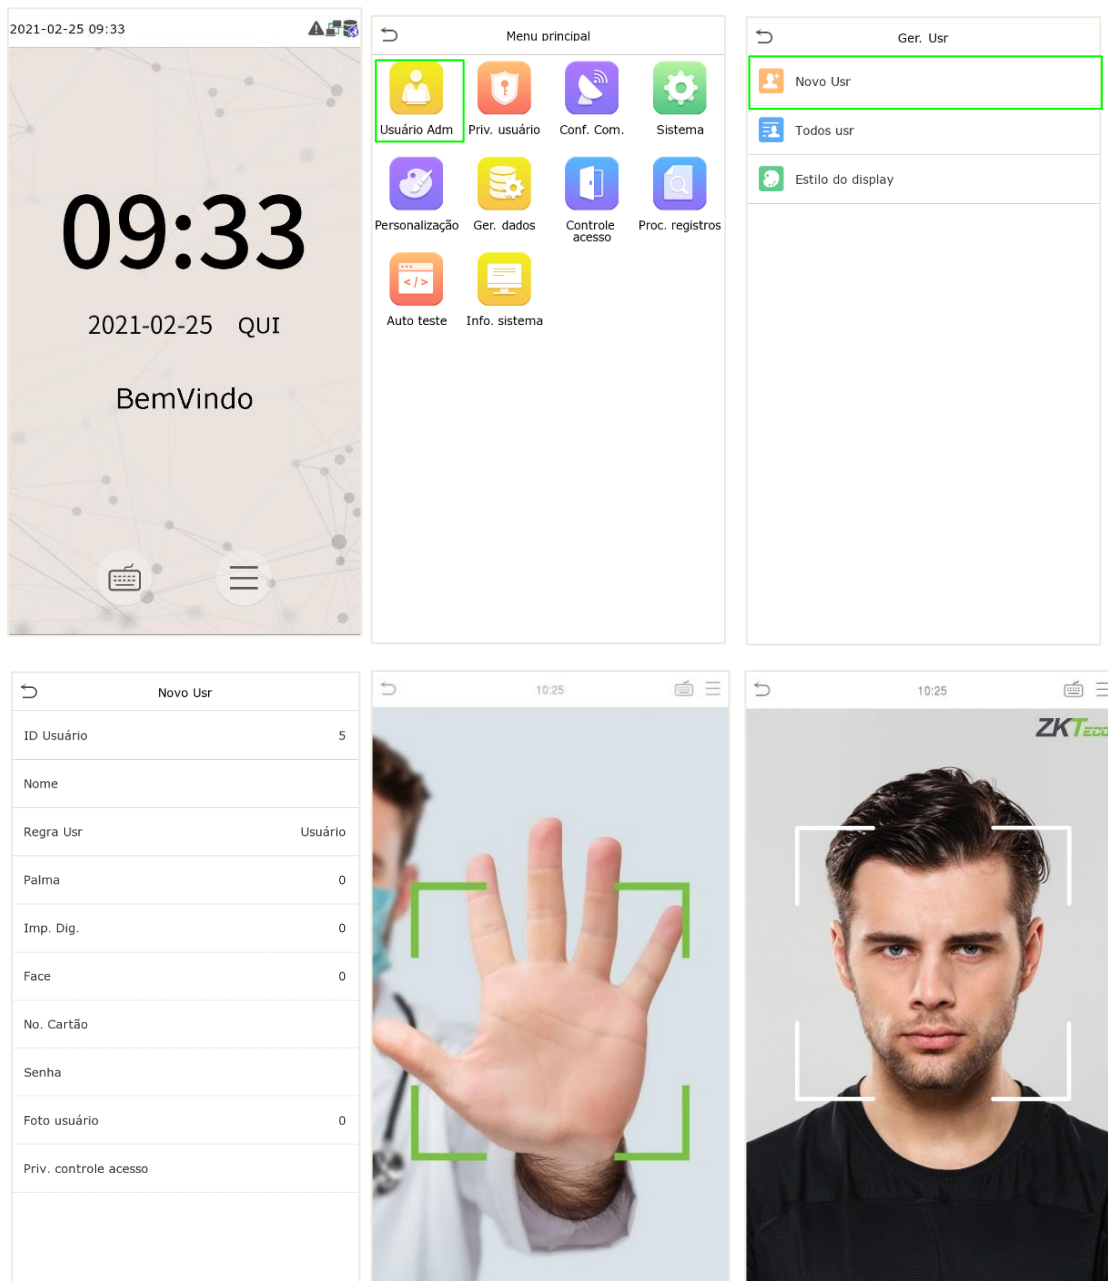 2021-02-25 09:33
09:33
2021-02-25 QUI
BemVindo
Menu principal
Usuário Adm
Priv. usuário
Conf. Com.
Sistema
Personalização
Ger. dados
Controle
acesso
Proc. registros
</>
Auto teste
Info. sistema
Ger. Usr
Novo Usr
Todos usr
Estilo do display
Novo Usr
ID Usuário 5
Nome
Regra Usr Usuário
Palma 0
Imp. Dig. 0
Face 0
No. Cartão
Senha
Foto usuário 0
Priv. controle acesso
10:25
10:25
ZKTeco